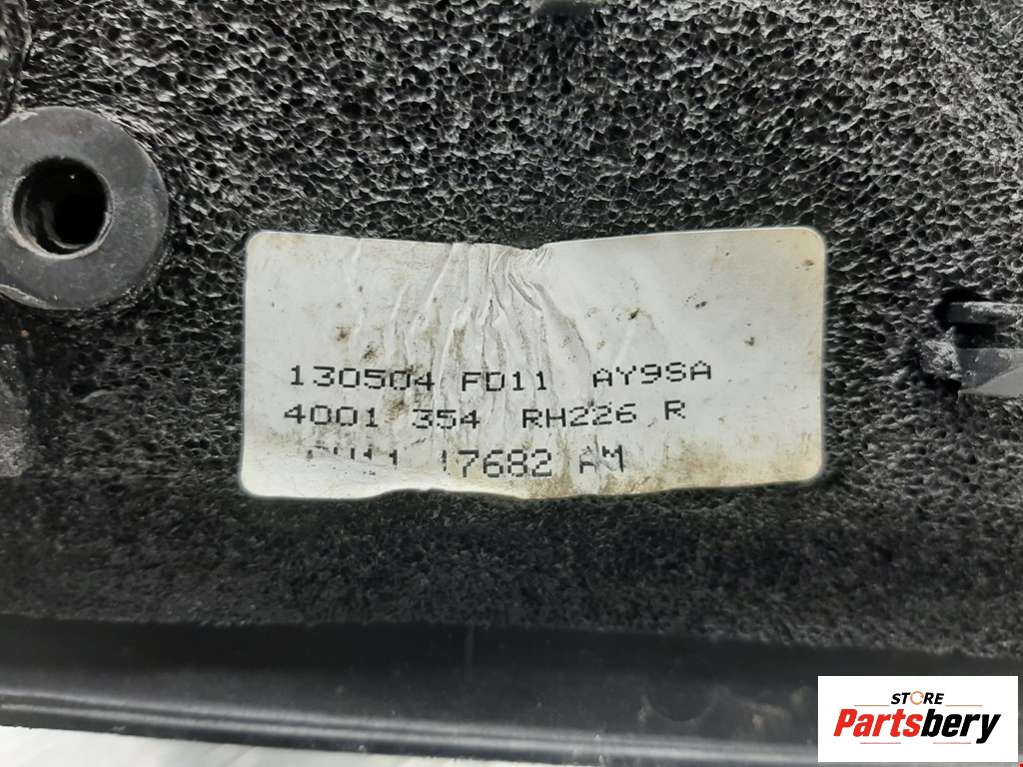 130504 FD11 AY9SA
4001 354 RH226 R
17682 AM
STORE
Partsbery